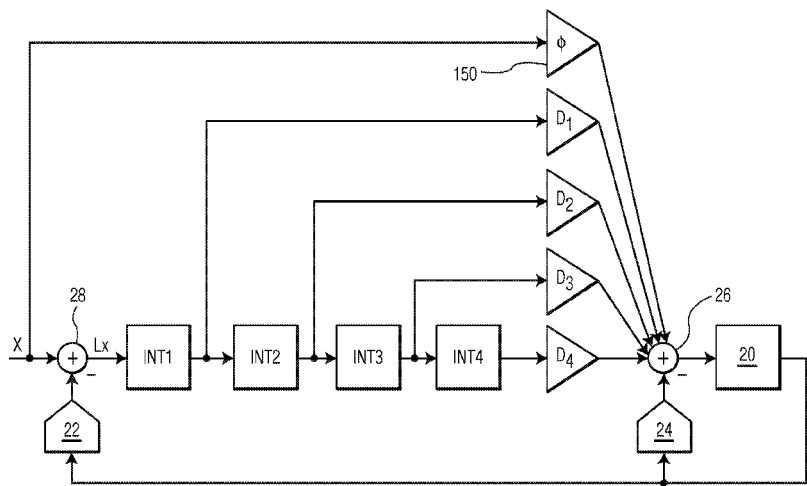 ϕ
150
D1
D2
D3
28
26
X
Lx
+
INT1
INT2
INT3
INT4
D4
+
20
−
−
22
24